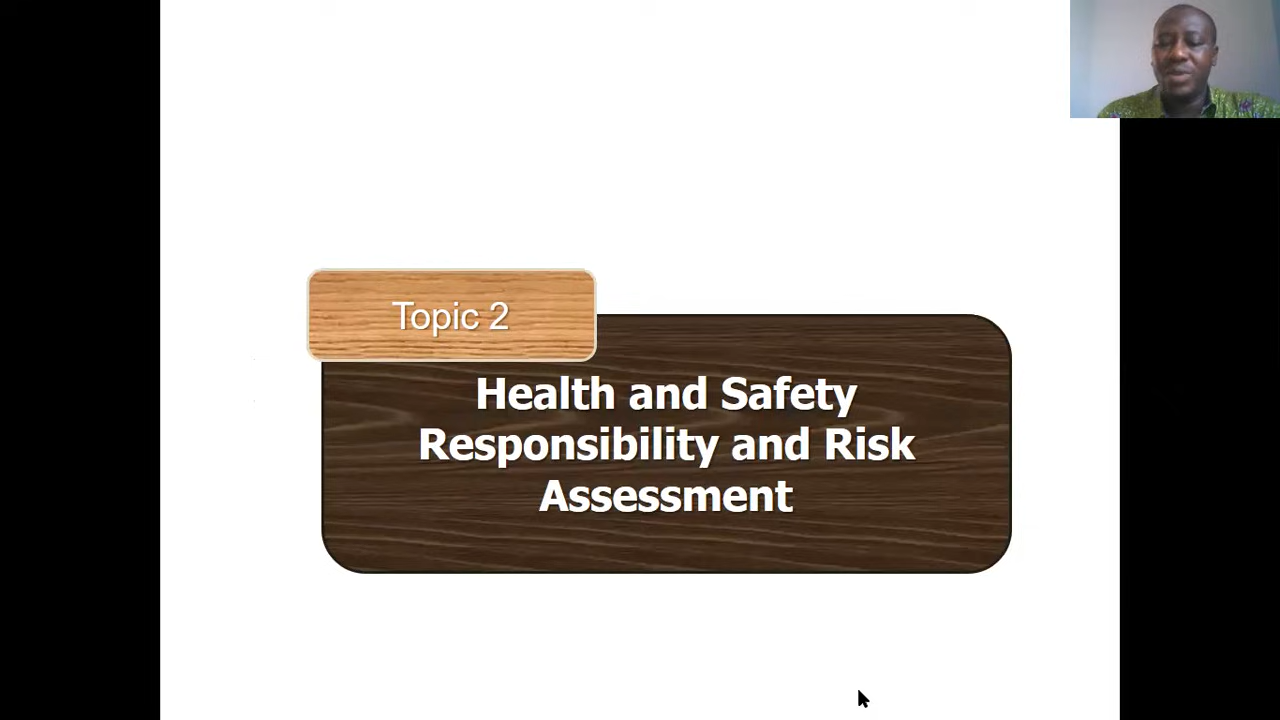 Topic 2
Health and Safety
Responsibility and Risk
Assessment